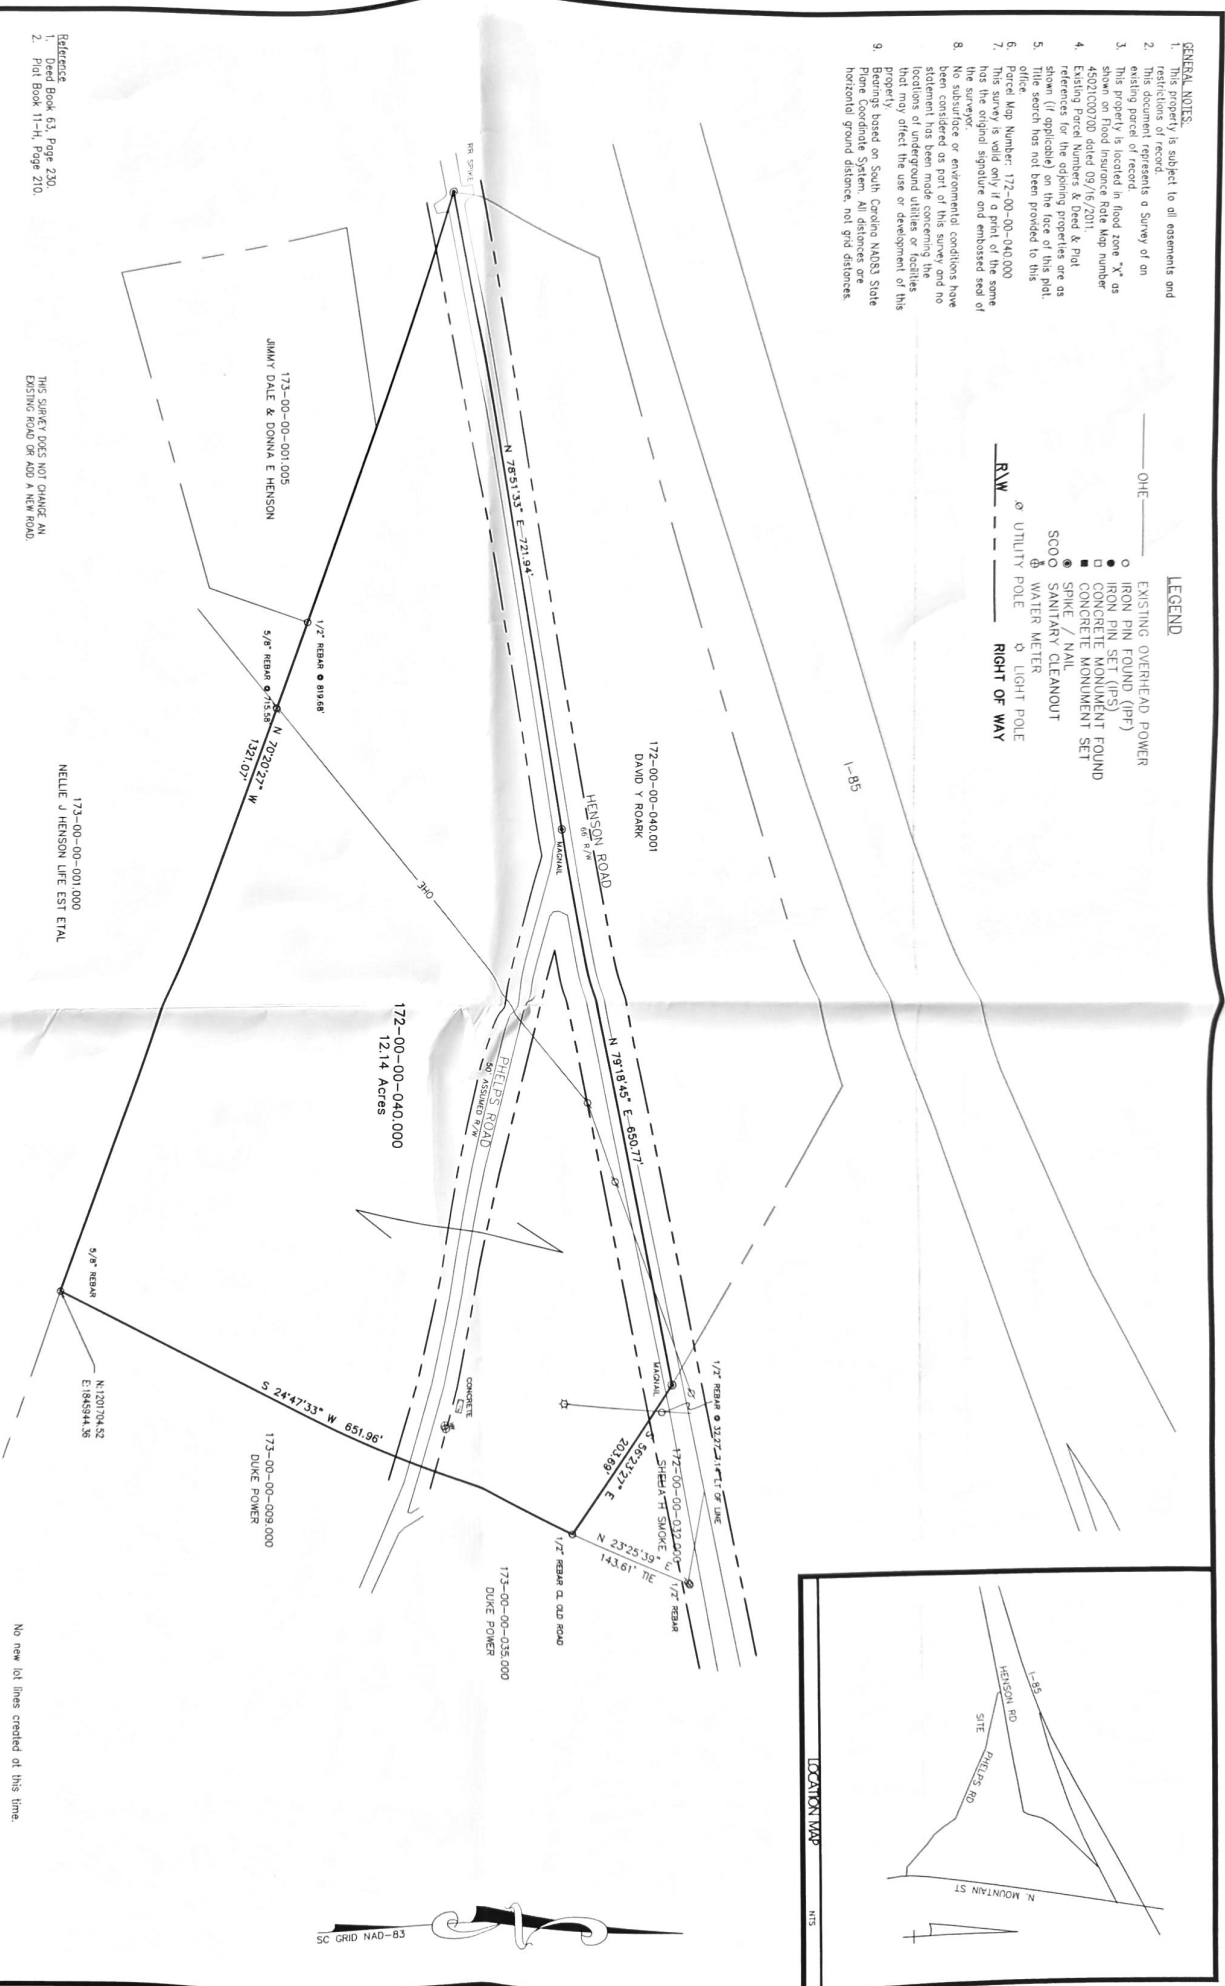 GENERAL NOTES:
1. This property is subject to all easements and
restrictions of record.
2. This document represents a Survey of an
existing parcel of record.
3. This property is located in flood zone "X" as
shown on Flood Insurance Rate Map number
45021C0070D dated 09/16/2011.
4. Existing Parcel Numbers & Deed & Plat
references for the adjoining properties are as
shown (if applicable) on the face of this plat.
5. Title search has not been provided to this
office.
6. Parcel Map Number: 172-00-00-040.000
7. This survey is valid only if a print of the same
has the original signature and embossed seal of
the surveyor.
8. No subsurface or environmental conditions have
been considered as part of this survey and no
statement has been made concerning the
locations of underground utilities or facilities
that may affect the use or development of this
property.
9. Bearings based on South Carolina NAD83 State
Plane Coordinate System. All distances are
horizontal ground distance, not grid distances.
LEGEND
OHE EXISTING OVERHEAD POWER
IRON PIN FOUND (IPF)
IRON PIN SET (IPS)
CONCRETE MONUMENT FOUND
CONCRETE MONUMENT SET
SPIKE / NAIL
SCO SANITARY CLEANOUT
WATER METER
UTILITY POLE LIGHT POLE
R\W RIGHT OF WAY
I-85
172-00-00-040.001
DAVID Y ROARK
HENSON ROAD
66' R/W
RR SPIKE
N 78°51'33" E 721.94'
MAGNAIL
N 79°18'45" E 650.77'
MAGNAIL
1/2" REBAR @ 32.27' 2.14' LT OF LINE
172-00-00-032.000
SHELIA H SMOKE
S 56°23'27" E
203.69'
N 23°25'39" E
143.61' TIE
1/2" REBAR
1/2" REBAR CL OLD ROAD
173-00-00-035.000
DUKE POWER
PHELPS ROAD
50' ASSUMED R/W
CONCRETE
OHE
172-00-00-040.000
12.14 Acres
173-00-00-001.005
JIMMY DALE & DONNA E HENSON
1/2" REBAR @ 819.68'
5/8" REBAR @ 715.58'
N 70°20'27" W
1321.07'
173-00-00-001.000
NELLIE J HENSON LIFE EST ETAL
5/8" REBAR
N:1201704.52
E:1845944.36
S 24°47'33" W 651.96'
173-00-00-009.000
DUKE POWER
Reference
1. Deed Book 63, Page 230.
2. Plat Book 11-H, Page 210.
THIS SURVEY DOES NOT CHANGE AN
EXISTING ROAD OR ADD A NEW ROAD.
No new lot lines created at this time.
I-85
HENSON RD
SITE
PHELPS RD
N. MOUNTAIN ST
LOCATION MAP NTS
SC GRID NAD-83